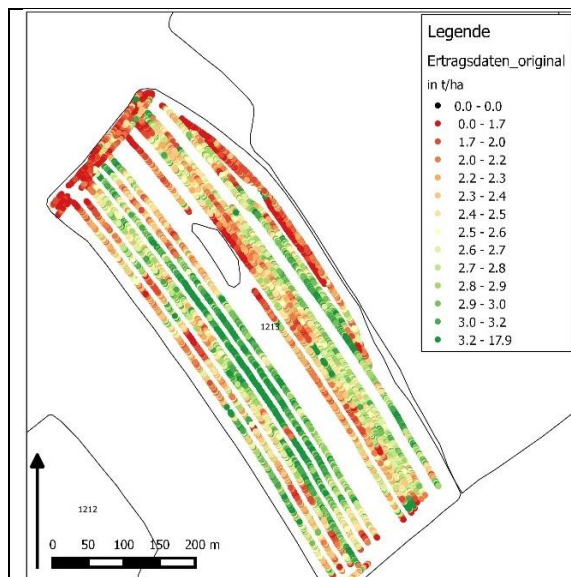 Legende
Ertragsdaten_original
in t/ha
0.0 - 0.0
0.0 - 1.7
1.7 - 2.0
2.0 - 2.2
2.2 - 2.3
2.3 - 2.4
2.4 - 2.5
2.5 - 2.6
2.6 - 2.7
2.7 - 2.8
2.8 - 2.9
2.9 - 3.0
3.0 - 3.2
3.2 - 17.9
1213
1212
0 50 100 150 200 m